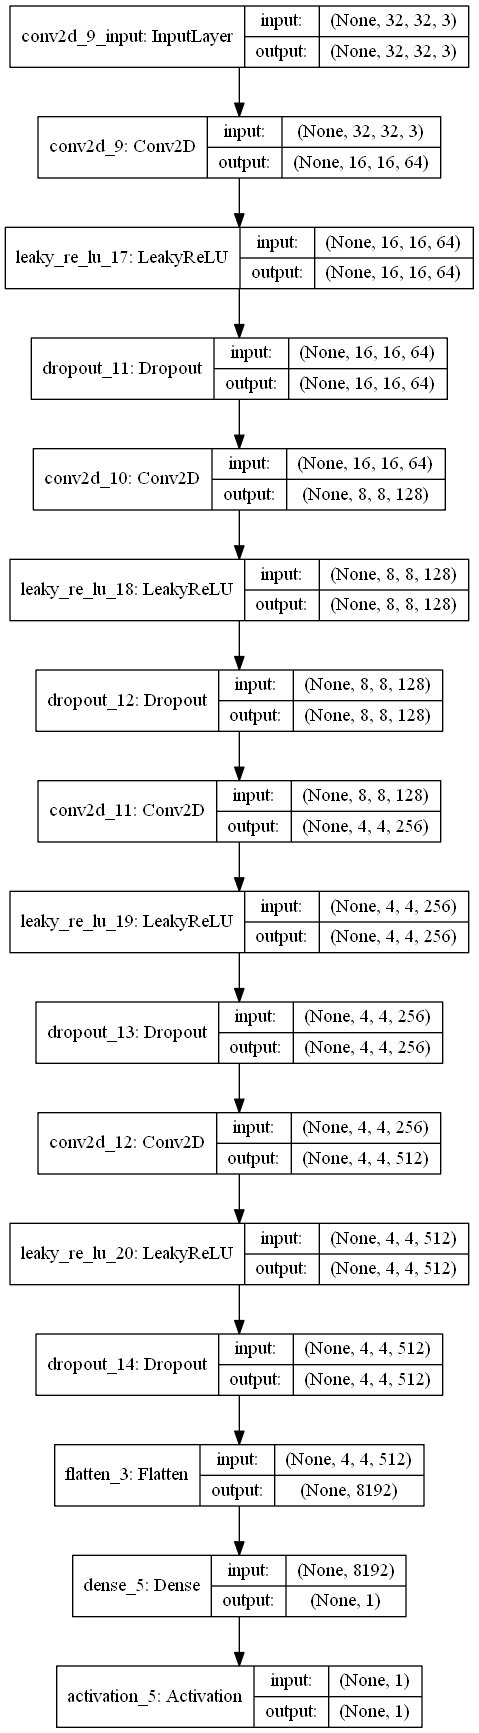 conv2d_9_input: InputLayer
input: (None, 32, 32, 3)
output: (None, 32, 32, 3)
conv2d_9: Conv2D
input: (None, 32, 32, 3)
output: (None, 16, 16, 64)
leaky_re_lu_17: LeakyReLU
input: (None, 16, 16, 64)
output: (None, 16, 16, 64)
dropout_11: Dropout
input: (None, 16, 16, 64)
output: (None, 16, 16, 64)
conv2d_10: Conv2D
input: (None, 16, 16, 64)
output: (None, 8, 8, 128)
leaky_re_lu_18: LeakyReLU
input: (None, 8, 8, 128)
output: (None, 8, 8, 128)
dropout_12: Dropout
input: (None, 8, 8, 128)
output: (None, 8, 8, 128)
conv2d_11: Conv2D
input: (None, 8, 8, 128)
output: (None, 4, 4, 256)
leaky_re_lu_19: LeakyReLU
input: (None, 4, 4, 256)
output: (None, 4, 4, 256)
dropout_13: Dropout
input: (None, 4, 4, 256)
output: (None, 4, 4, 256)
conv2d_12: Conv2D
input: (None, 4, 4, 256)
output: (None, 4, 4, 512)
leaky_re_lu_20: LeakyReLU
input: (None, 4, 4, 512)
output: (None, 4, 4, 512)
dropout_14: Dropout
input: (None, 4, 4, 512)
output: (None, 4, 4, 512)
flatten_3: Flatten
input: (None, 4, 4, 512)
output: (None, 8192)
dense_5: Dense
input: (None, 8192)
output: (None, 1)
activation_5: Activation
input: (None, 1)
output: (None, 1)